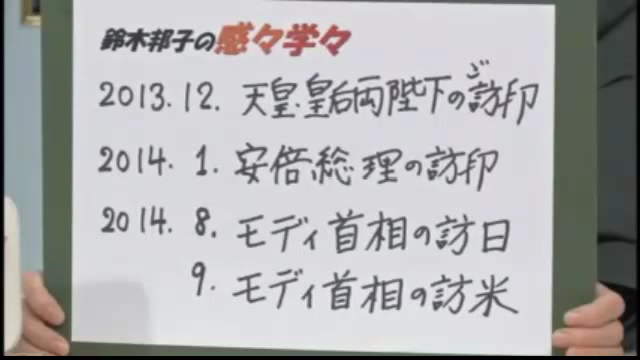 鈴木邦子の感々学々
2013.12. 天皇・皇后両陛下のご訪印
2014. 1. 安倍総理の訪印
2014. 8. モディ首相の訪日
9. モディ首相の訪米